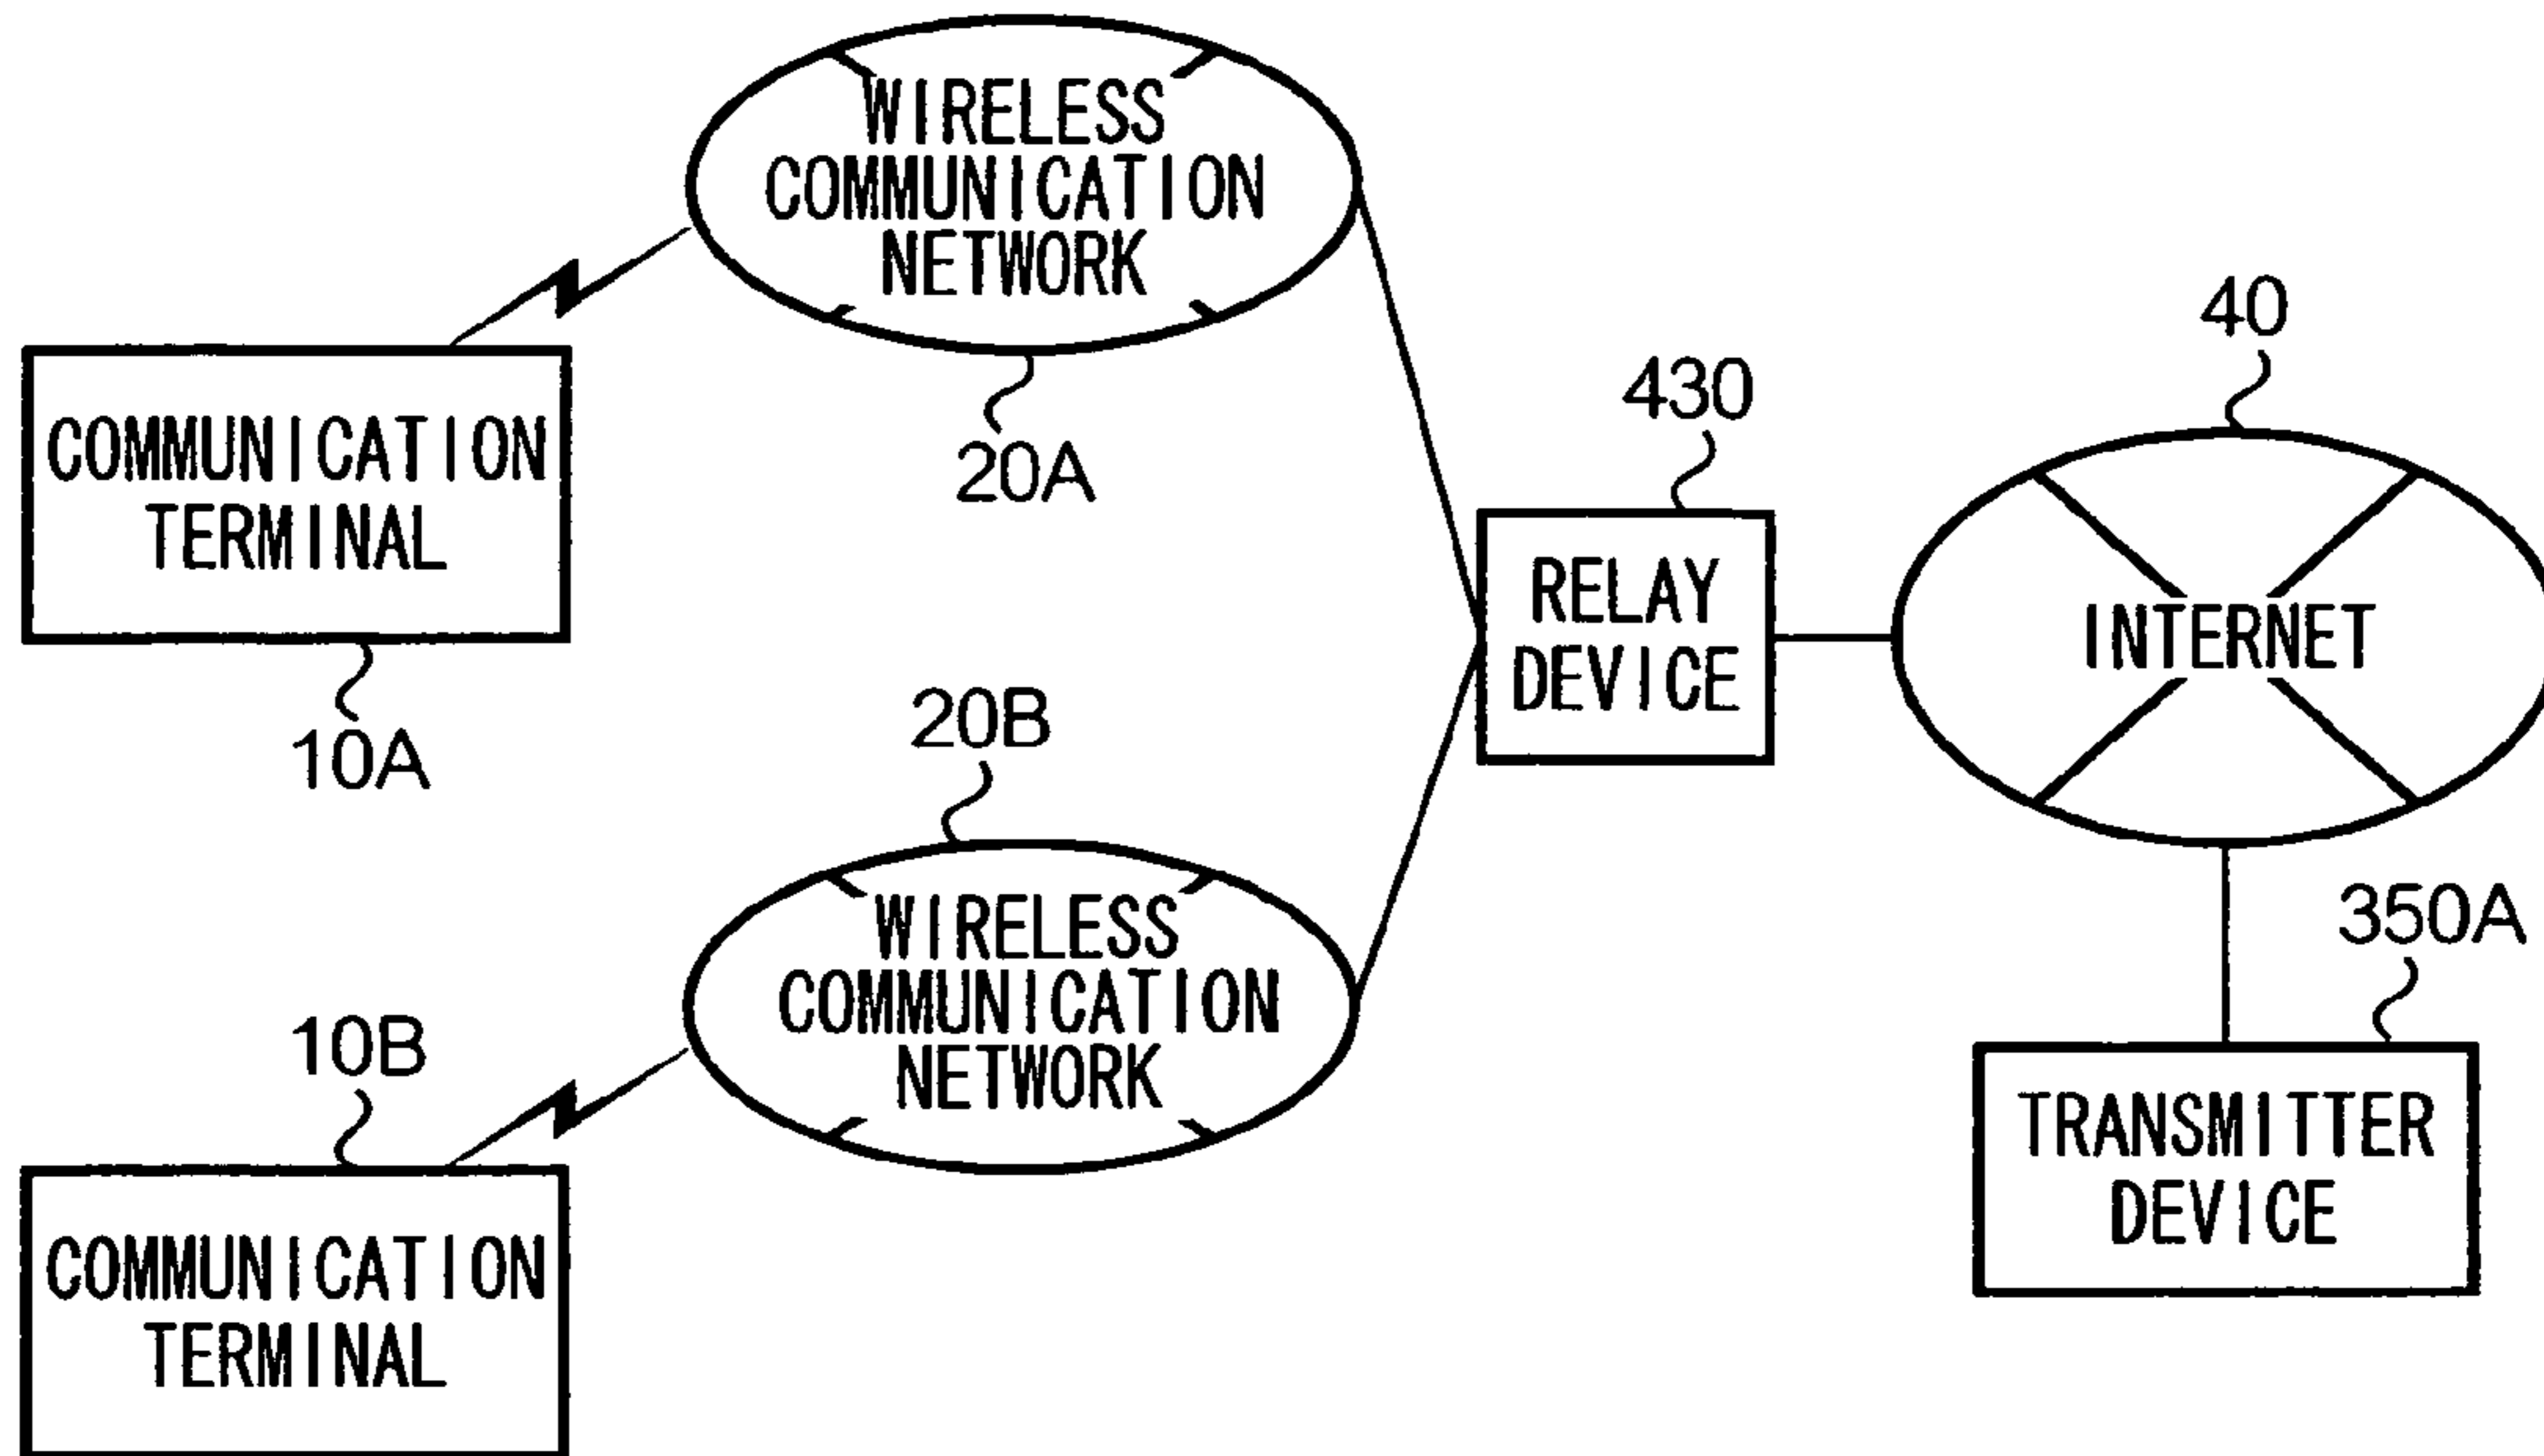 WIRELESS
COMMUNICATION
NETWORK
20A
COMMUNICATION
TERMINAL
10A
430
RELAY
DEVICE
40
INTERNET
20B
WIRELESS
COMMUNICATION
NETWORK
10B
COMMUNICATION
TERMINAL
350A
TRANSMITTER
DEVICE